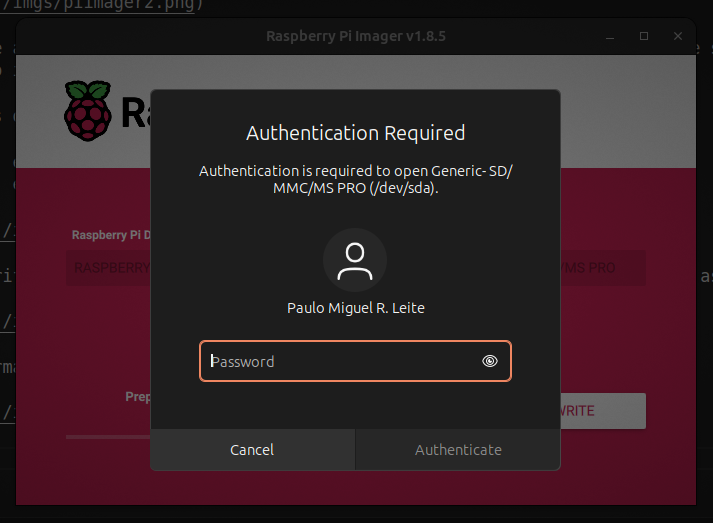 /imgs/piimager2.png)
Raspberry Pi Imager v1.8.5
Ra
Authentication Required
Authentication is required to open Generic- SD/
MMC/MS PRO (/dev/sda).
Raspberry Pi D
RASPBERRY
/MS PRO
Paulo Miguel R. Leite
Password
Prep
WRITE
Cancel
Authenticate